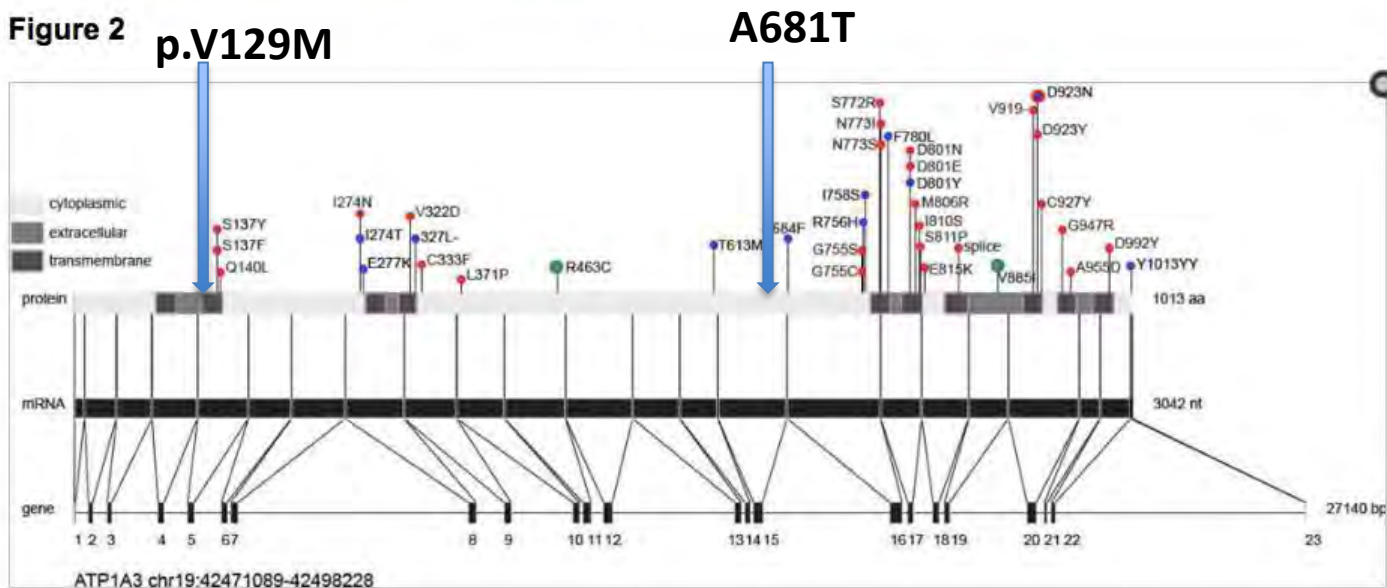 Figure 2
p.V129M
A681T
D923N
S772R
V919-
N773I
D923Y
F780L
N773S
D801N
D801E
D801Y
cytoplasmic
I758S
I274N
M806R
C927Y
V322D
extracellular
S137Y
R756H
I810S
G947R
I274T
327L-
T613M
S811P
S137F
G755S
splice
D992Y
transmembrane
Q140L
E277K
C333F
L371P
R463C
G755C
E815K
A955D
Y1013YY
protein
1013 aa
mRNA
3042 nt
gene
27140 bp
1 2 3 4 5 67 8 9 10 11 12 13 14 15 16 17 18 19 20 21 22 23
ATP1A3 chr19:42471089-42498228